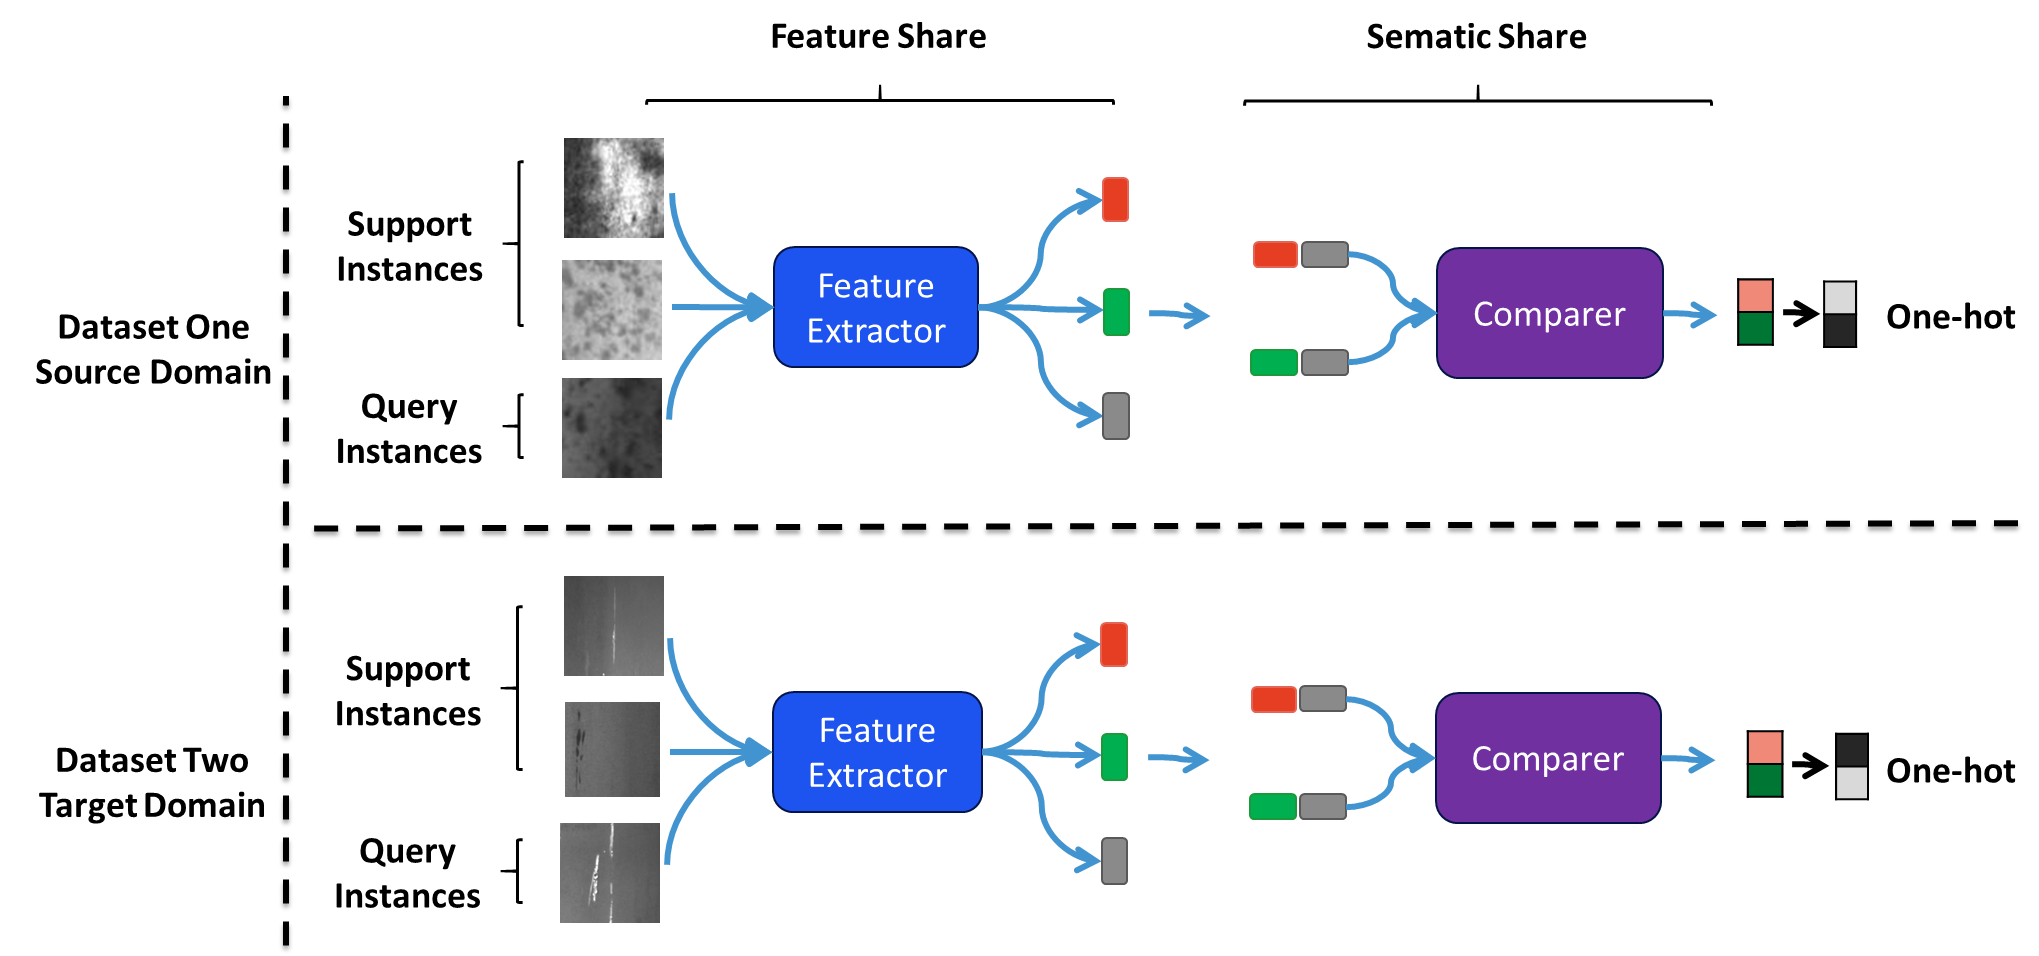 Feature Share
Sematic Share
Dataset One
Source Domain
Support
Instances
Query
Instances
Feature
Extractor
Comparer
One-hot
Dataset Two
Target Domain
Support
Instances
Query
Instances
Feature
Extractor
Comparer
One-hot